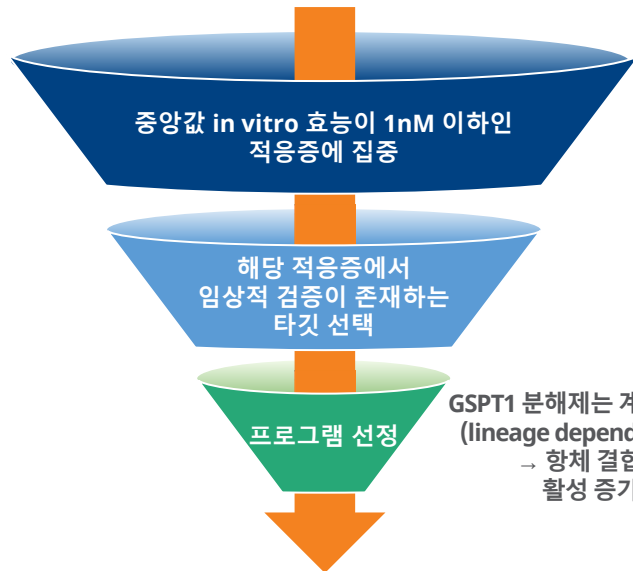 중앙값 in vitro 효능이 1nM 이하인
적응증에 집중
해당 적응증에서
임상적 검증이 존재하는
타깃 선택
프로그램 선정
GSPT1 분해제는
(lineage depend
→ 항체 결합
활성 증가